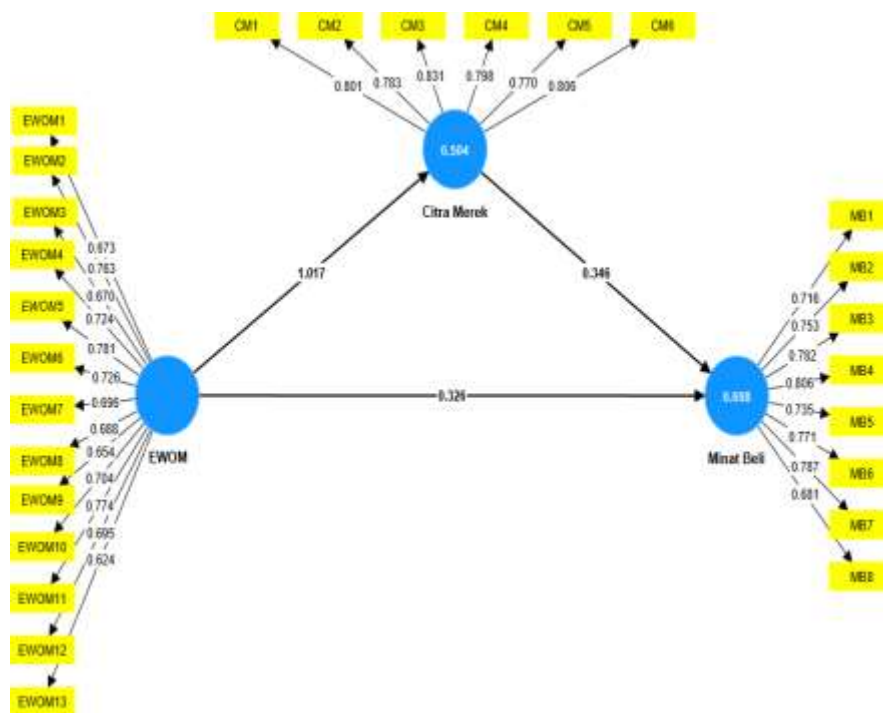 CM1
CM2
CM3
CM4
CM5
CM6
0.801
0.783
0.831
0.798
0.770
0.806
Citra Merek
EWOM1
EWOM2
EWOM3
EWOM4
EWOM5
EWOM6
EWOM7
EWOM8
EWOM9
EWOM10
EWOM11
EWOM12
EWOM13
0.673
0.763
0.670
0.724
0.781
0.726
0.696
0.688
0.654
0.704
0.774
0.695
0.624
EWOM
1.017
0.346
0.326
Minat Beli
0.716
0.753
0.782
0.806
0.735
0.771
0.787
0.681
MB1
MB2
MB3
MB4
MB5
MB6
MB7
MB8